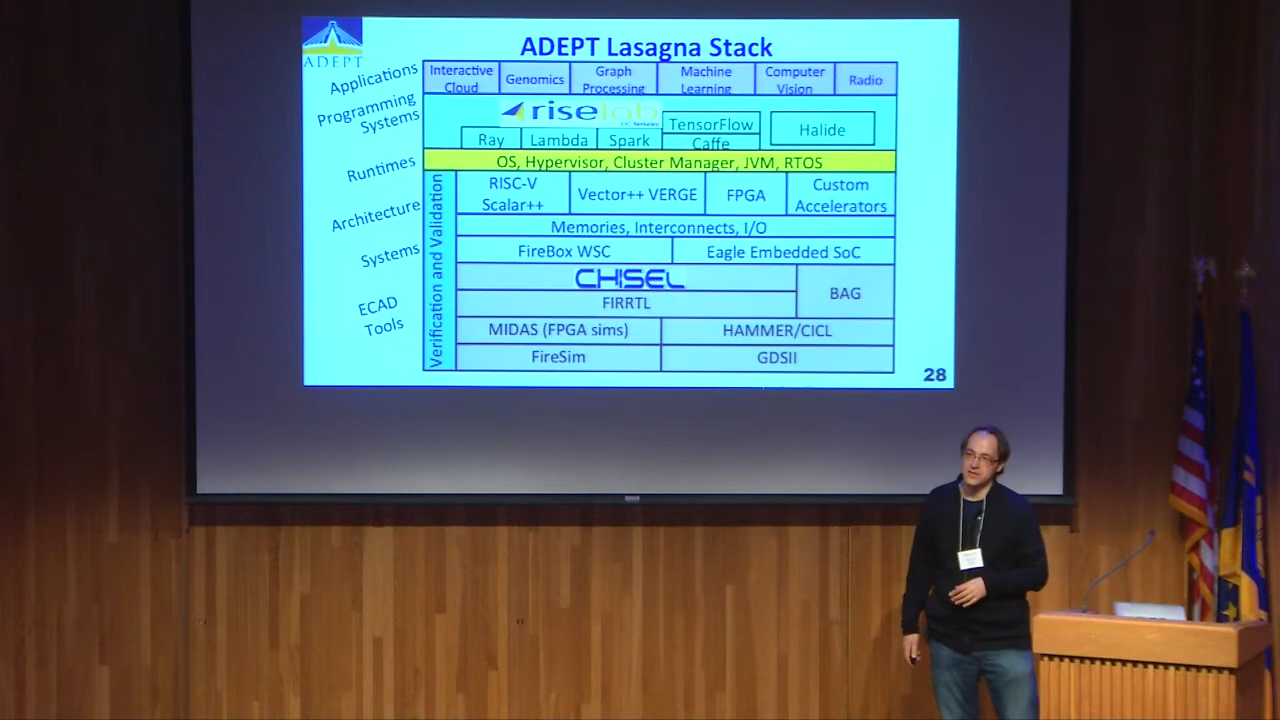 ADEPT Lasagna Stack
ADEPT
Applications
Interactive Cloud
Genomics
Graph Processing
Machine Learning
Computer Vision
Radio
Programming Systems
riselab
UC Berkeley
TensorFlow
Halide
Ray
Lambda
Spark
Caffe
Runtimes
OS, Hypervisor, Cluster Manager, JVM, RTOS
Verification and Validation
Architecture
RISC-V Scalar++
Vector++ VERGE
FPGA
Custom Accelerators
Memories, Interconnects, I/O
Systems
FireBox WSC
Eagle Embedded SoC
ECAD Tools
CHISEL
FIRRTL
BAG
MIDAS (FPGA sims)
HAMMER/CICL
FireSim
GDSII
28